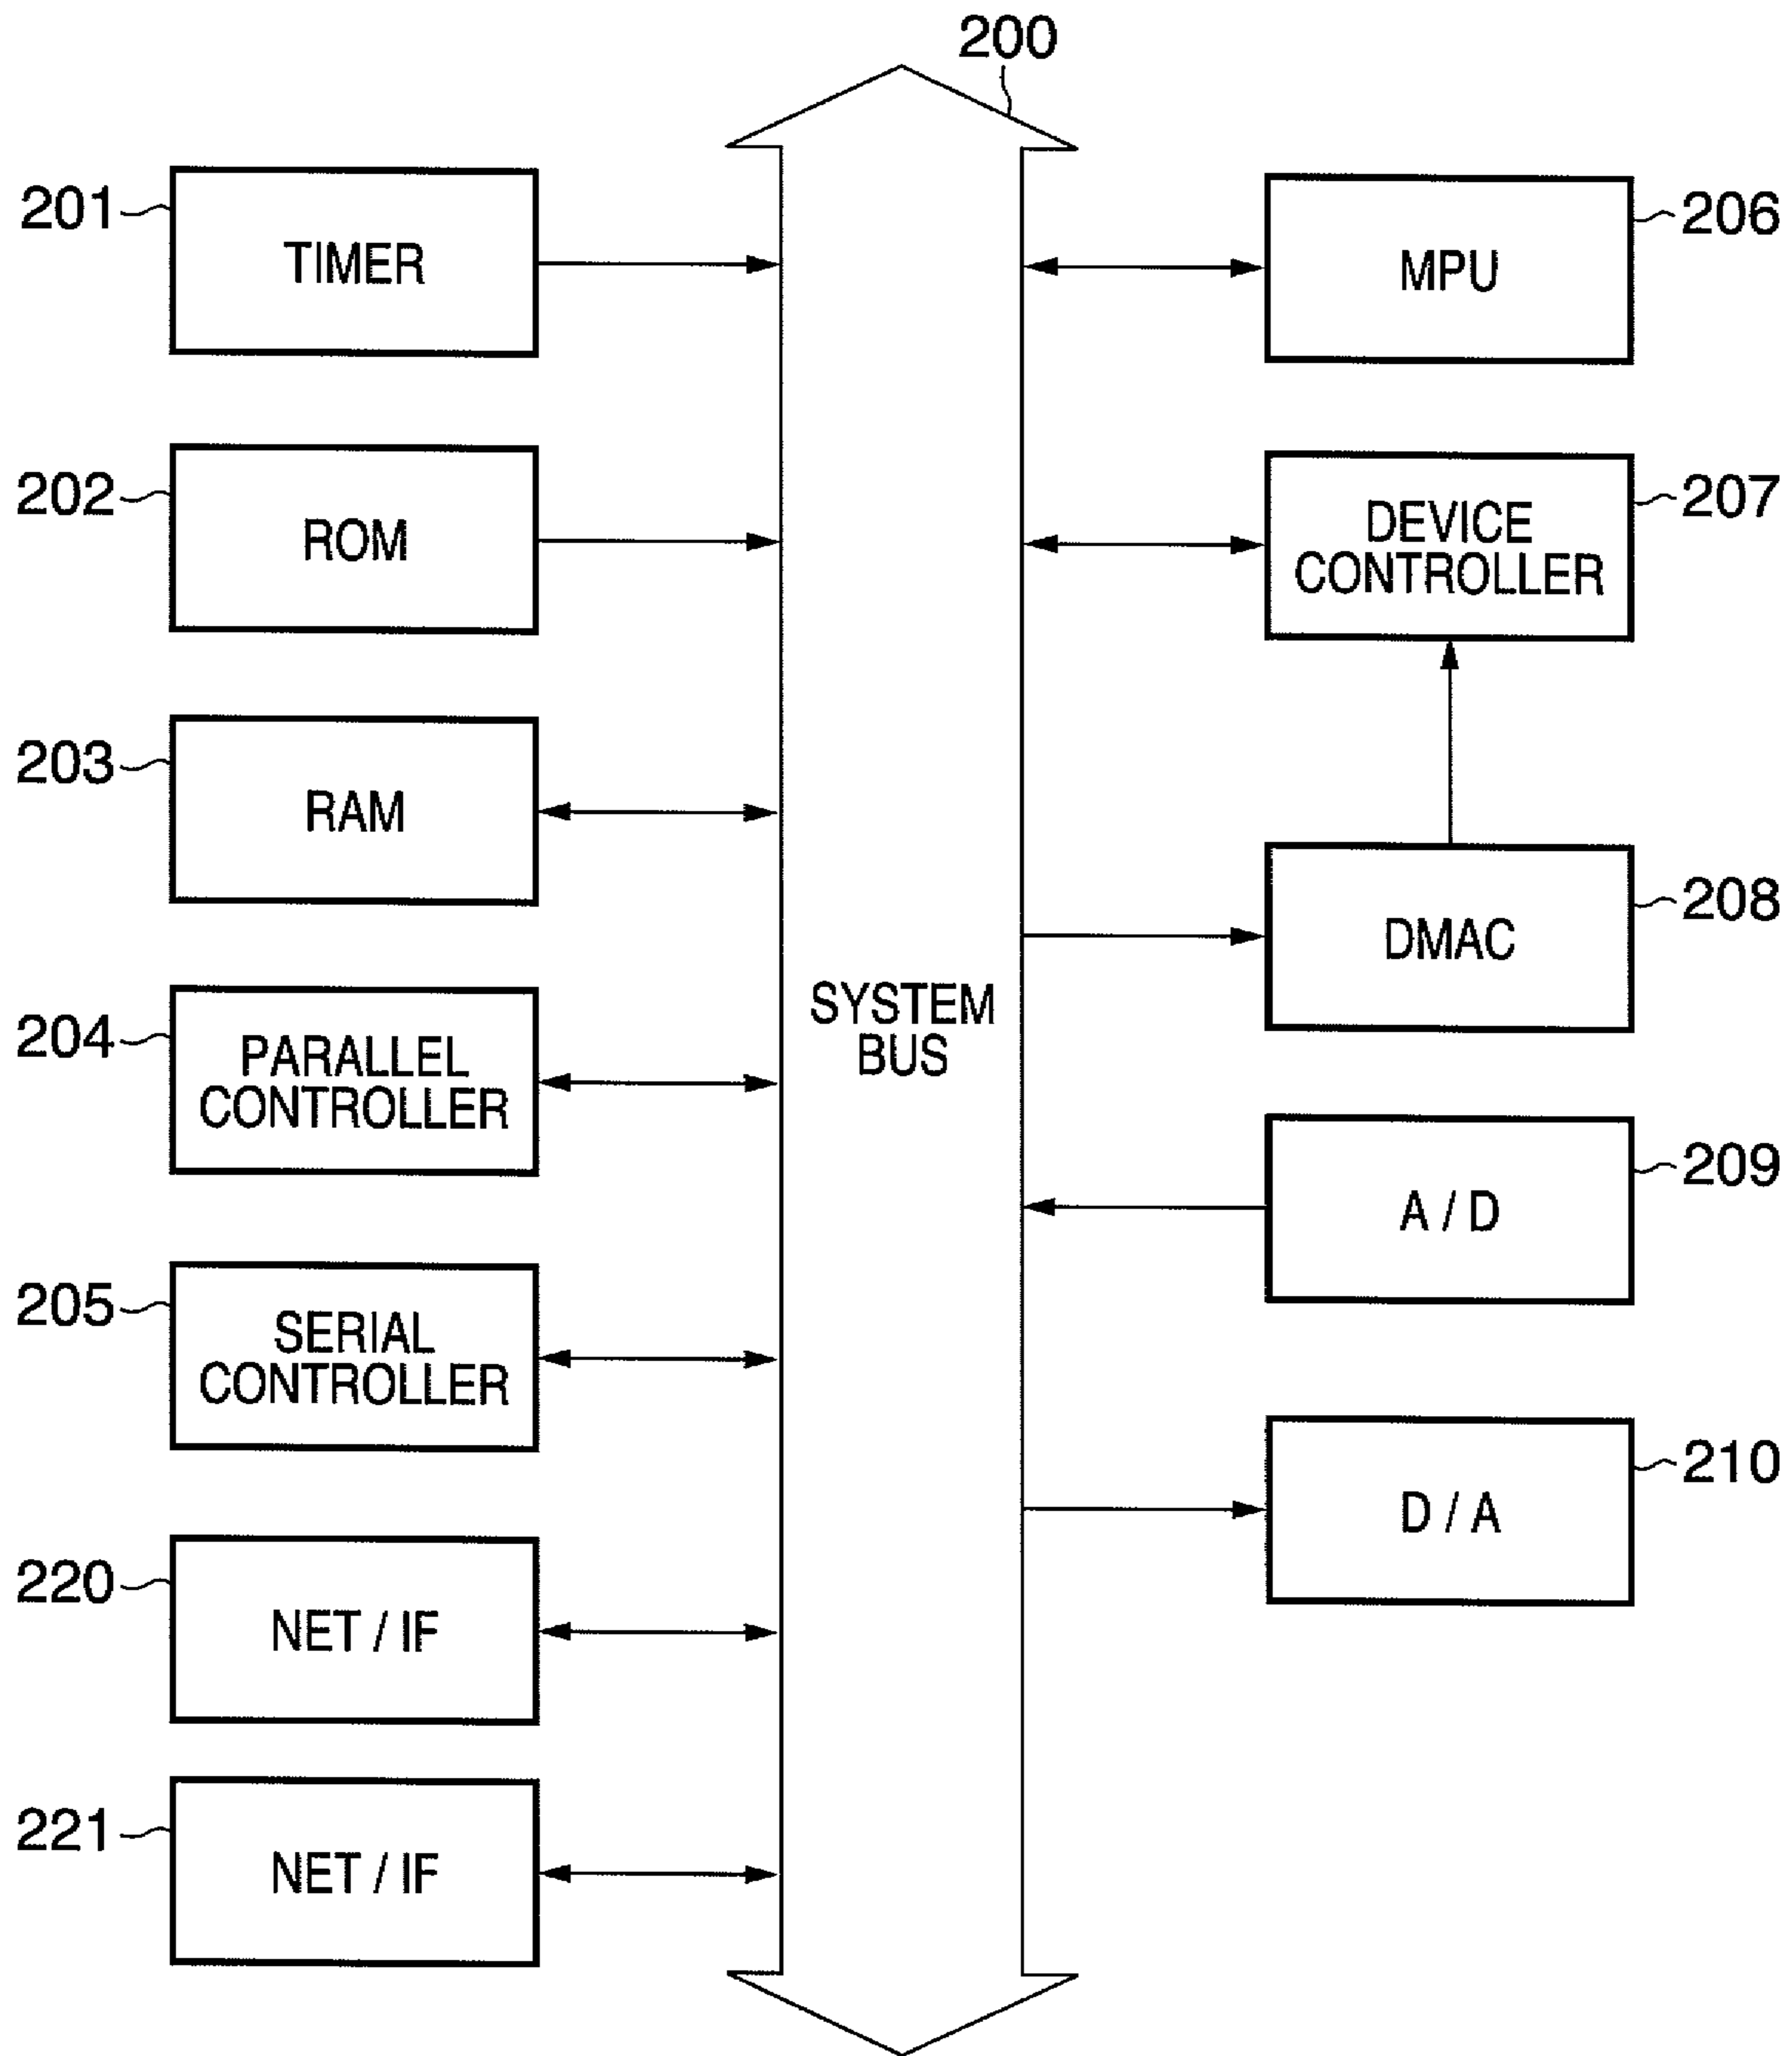 200
201
TIMER
206
MPU
202
ROM
207
DEVICE
CONTROLLER
203
RAM
208
DMAC
204
PARALLEL
CONTROLLER
SYSTEM
BUS
209
A / D
205
SERIAL
CONTROLLER
210
D / A
220
NET / IF
221
NET / IF